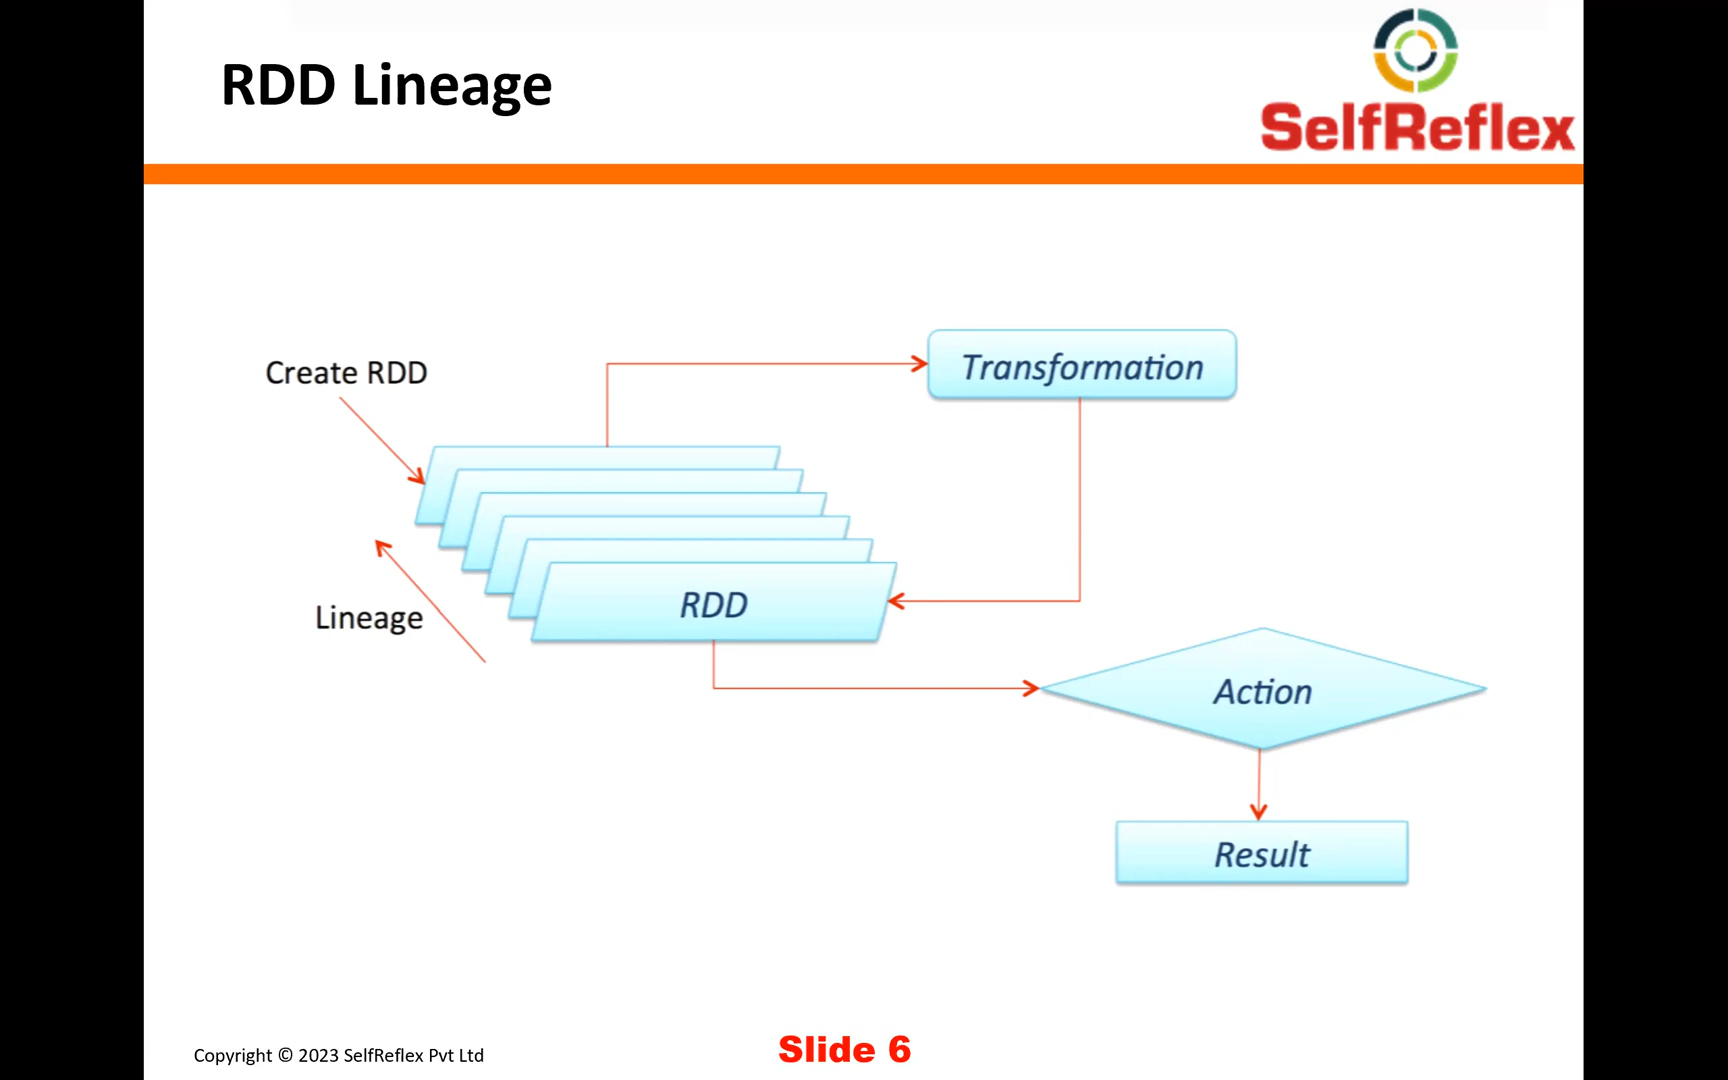 RDD Lineage
SelfReflex
Create RDD
Transformation
RDD
Lineage
Action
Result
Copyright © 2023 SelfReflex Pvt Ltd
Slide 6